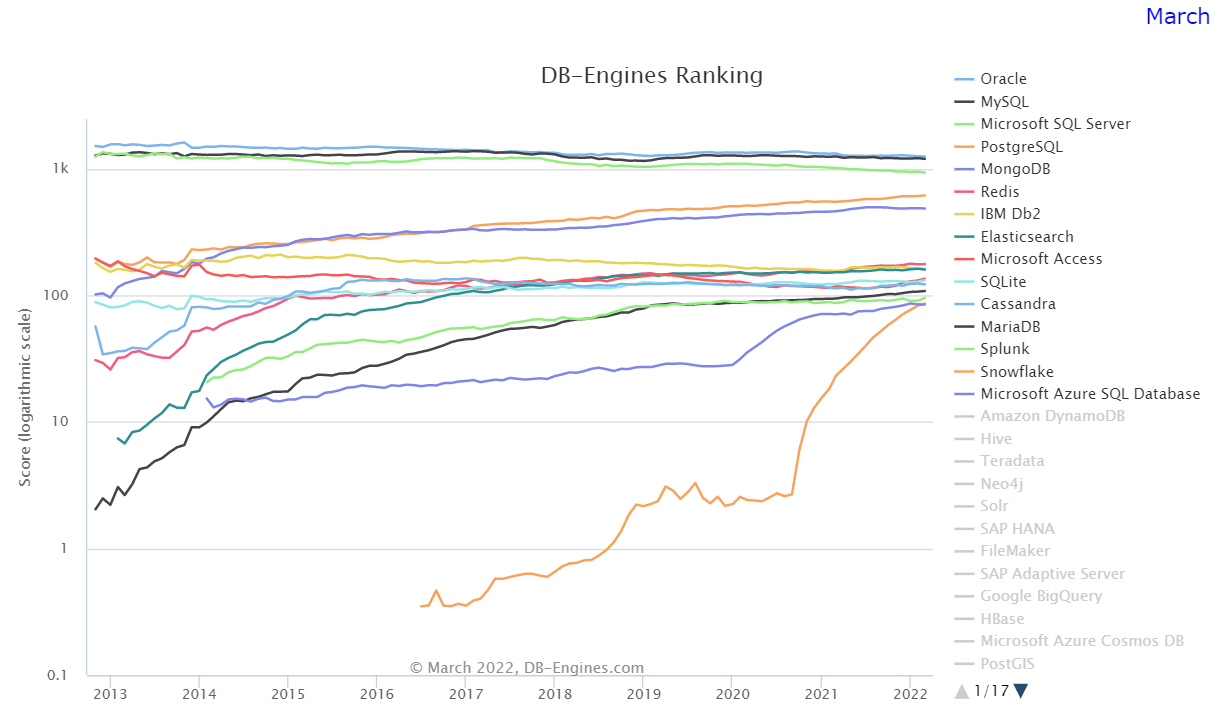 March
DB-Engines Ranking
Oracle
MySQL
Microsoft SQL Server
PostgreSQL
MongoDB
Redis
IBM Db2
Elasticsearch
Microsoft Access
SQLite
Cassandra
MariaDB
Splunk
Snowflake
Microsoft Azure SQL Database
Amazon DynamoDB
Hive
Teradata
Neo4j
Solr
SAP HANA
FileMaker
SAP Adaptive Server
Google BigQuery
HBase
Microsoft Azure Cosmos DB
PostGIS
1/17
Score (logarithmic scale)
1k
100
10
1
0.1
© March 2022, DB-Engines.com
2013 2014 2015 2016 2017 2018 2019 2020 2021 2022